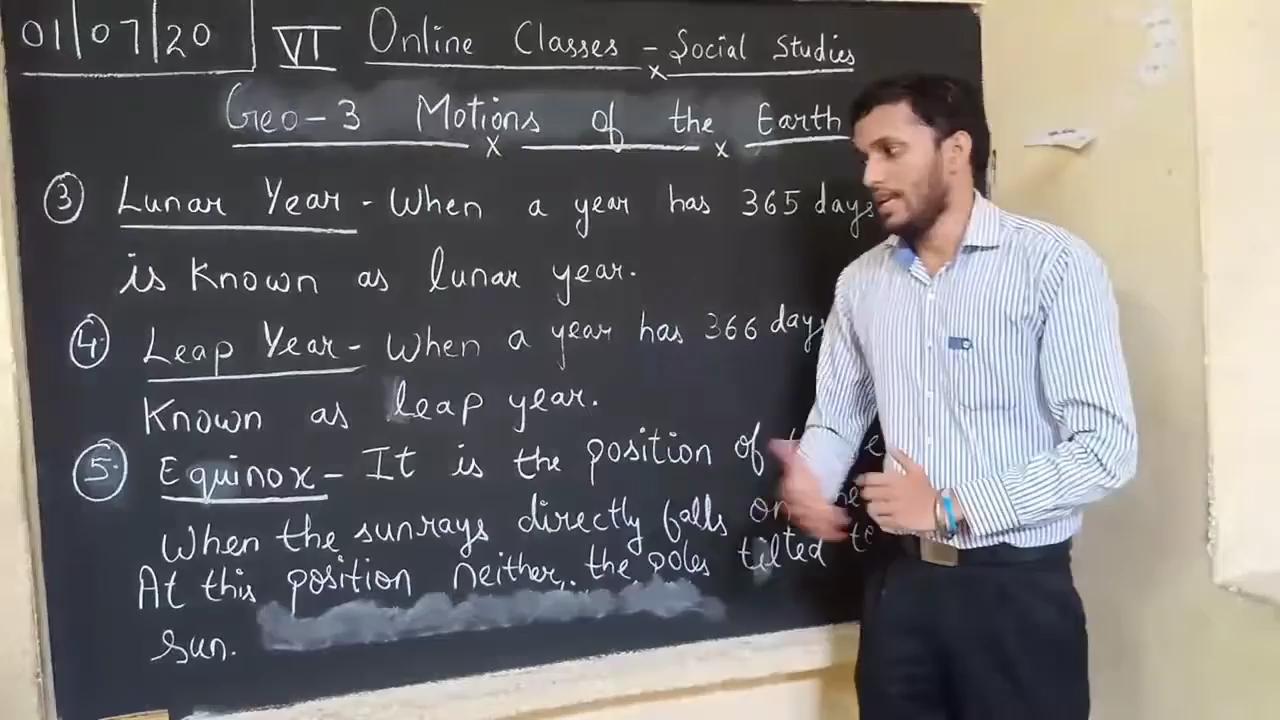 01/07/20 VI Online Classes - Social Studies
Geo-3 Motions of the Earth
3 Lunar Year - When a year has 365 days
is known as lunar year.
4. Leap Year - When a year has 366 days
known as leap year.
5. Equinox - It is the position of
When the sunrays directly falls on
At this position neither the poles tilted
sun.